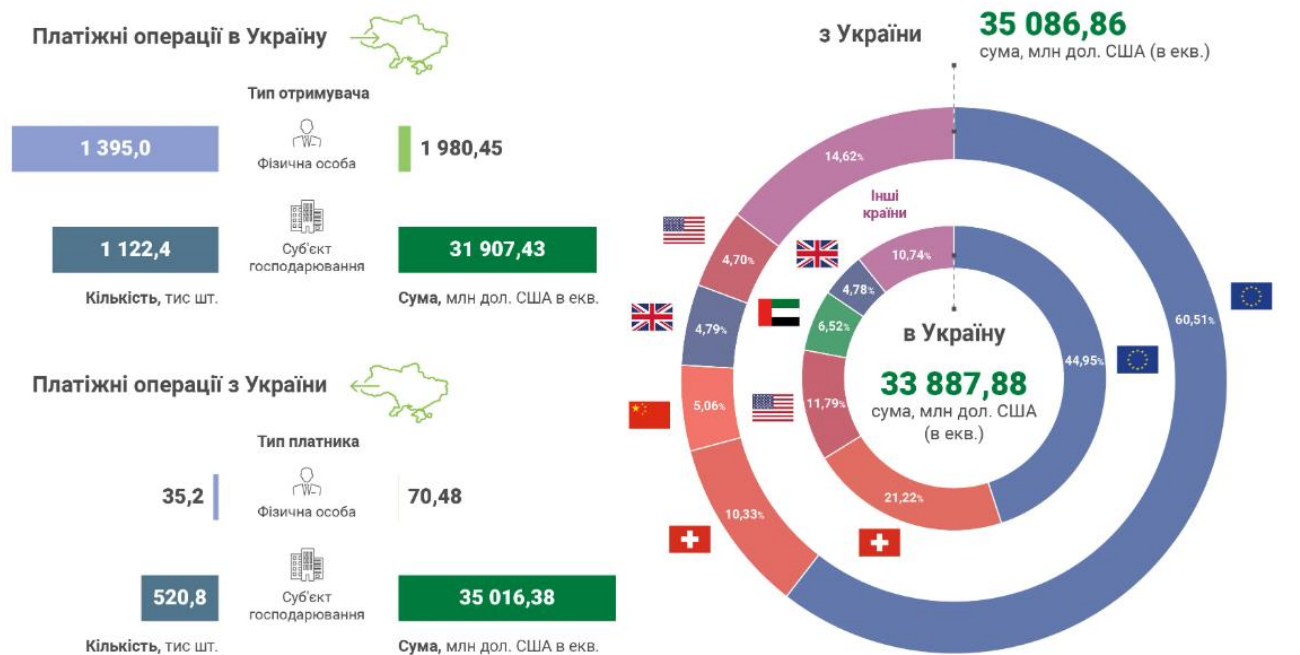 Платіжні операції в Україну
Тип отримувача
1 395,0
Фізична особа
1 980,45
1 122,4
Суб'єкт
господарювання
31 907,43
Кількість, тис шт.
Сума, млн дол. США в екв.
Платіжні операції з України
Тип платника
35,2
Фізична особа
70,48
520,8
Суб'єкт
господарювання
35 016,38
Кількість, тис шт.
Сума, млн дол. США в екв.
з України
35 086,86
сума, млн дол. США (в екв.)
14,62%
4,70%
4,79%
5,06%
10,33%
60,51%
Інші
країни
10,74%
4,78%
6,52%
11,79%
21,22%
44,95%
в Україну
33 887,88
сума, млн дол. США
(в екв.)